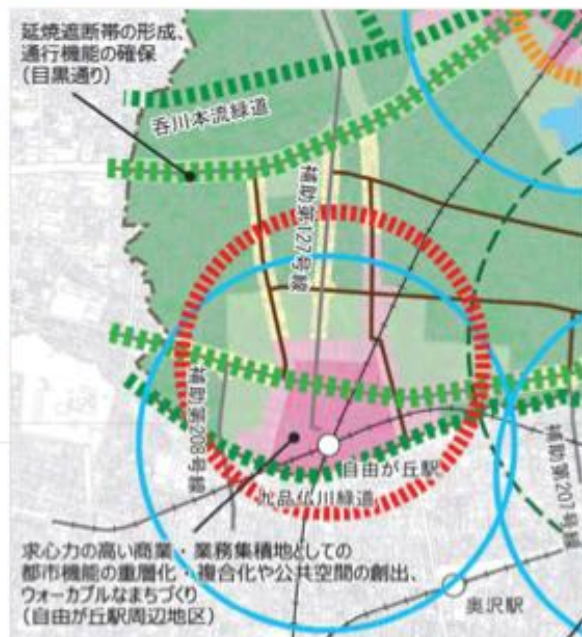 延焼遮断帯の形成、
通行機能の確保
(目黒通り)
呑川本流緑道
補助第127号線
補助第208号線
自由が丘駅
九品仏川緑道
補助第207号線
求心力の高い商業・業務集積地としての
都市機能の重層化・複合化や公共空間の創出、
ウォーカブルなまちづくり
(自由が丘駅周辺地区)
奥沢駅